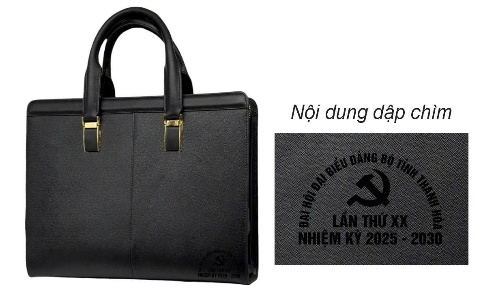 Nội dung dập chìm
ĐẠI HỘI ĐẠI BIỂU ĐẢNG BỘ TỈNH THANH HÓA
LẦN THỨ XX
NHIỆM KỲ 2025 - 2030